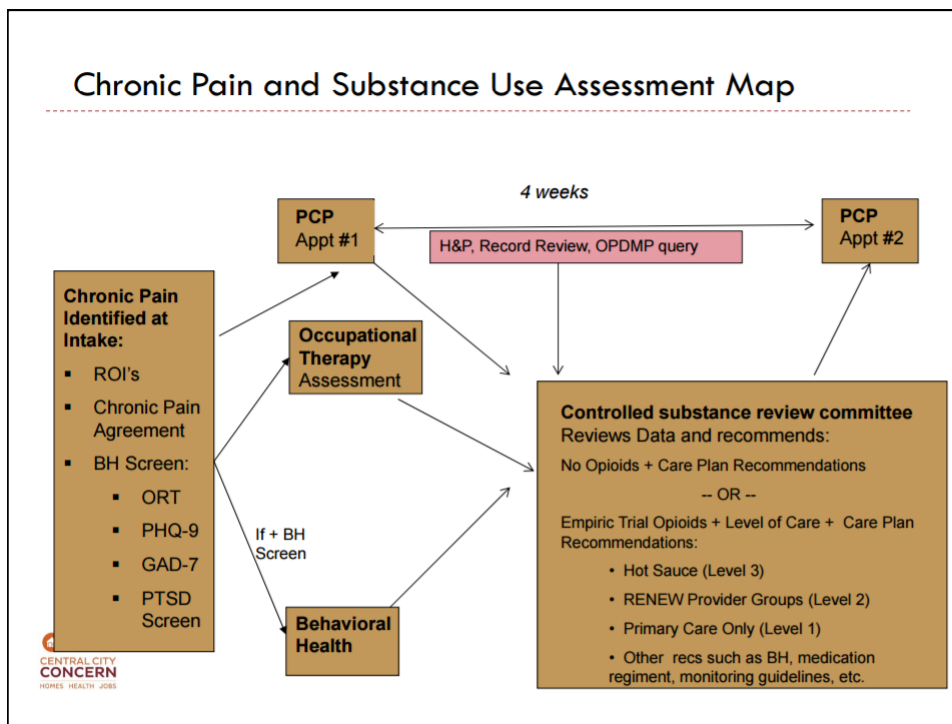 Chronic Pain and Substance Use Assessment Map
4 weeks
PCP
Appt #1
PCP
Appt #2
H&P, Record Review, OPDMP query
Chronic Pain
Identified at
Intake:
▪ ROI's
▪ Chronic Pain
Agreement
▪ BH Screen:
▪ ORT
▪ PHQ-9
▪ GAD-7
▪ PTSD
Screen
Occupational
Therapy
Assessment
If + BH
Screen
Behavioral
Health
Controlled substance review committee
Reviews Data and recommends:
No Opioids + Care Plan Recommendations
-- OR --
Empiric Trial Opioids + Level of Care + Care Plan
Recommendations:
• Hot Sauce (Level 3)
• RENEW Provider Groups (Level 2)
• Primary Care Only (Level 1)
• Other recs such as BH, medication
regiment, monitoring guidelines, etc.
CENTRAL CITY
CONCERN
HOMES HEALTH JOBS